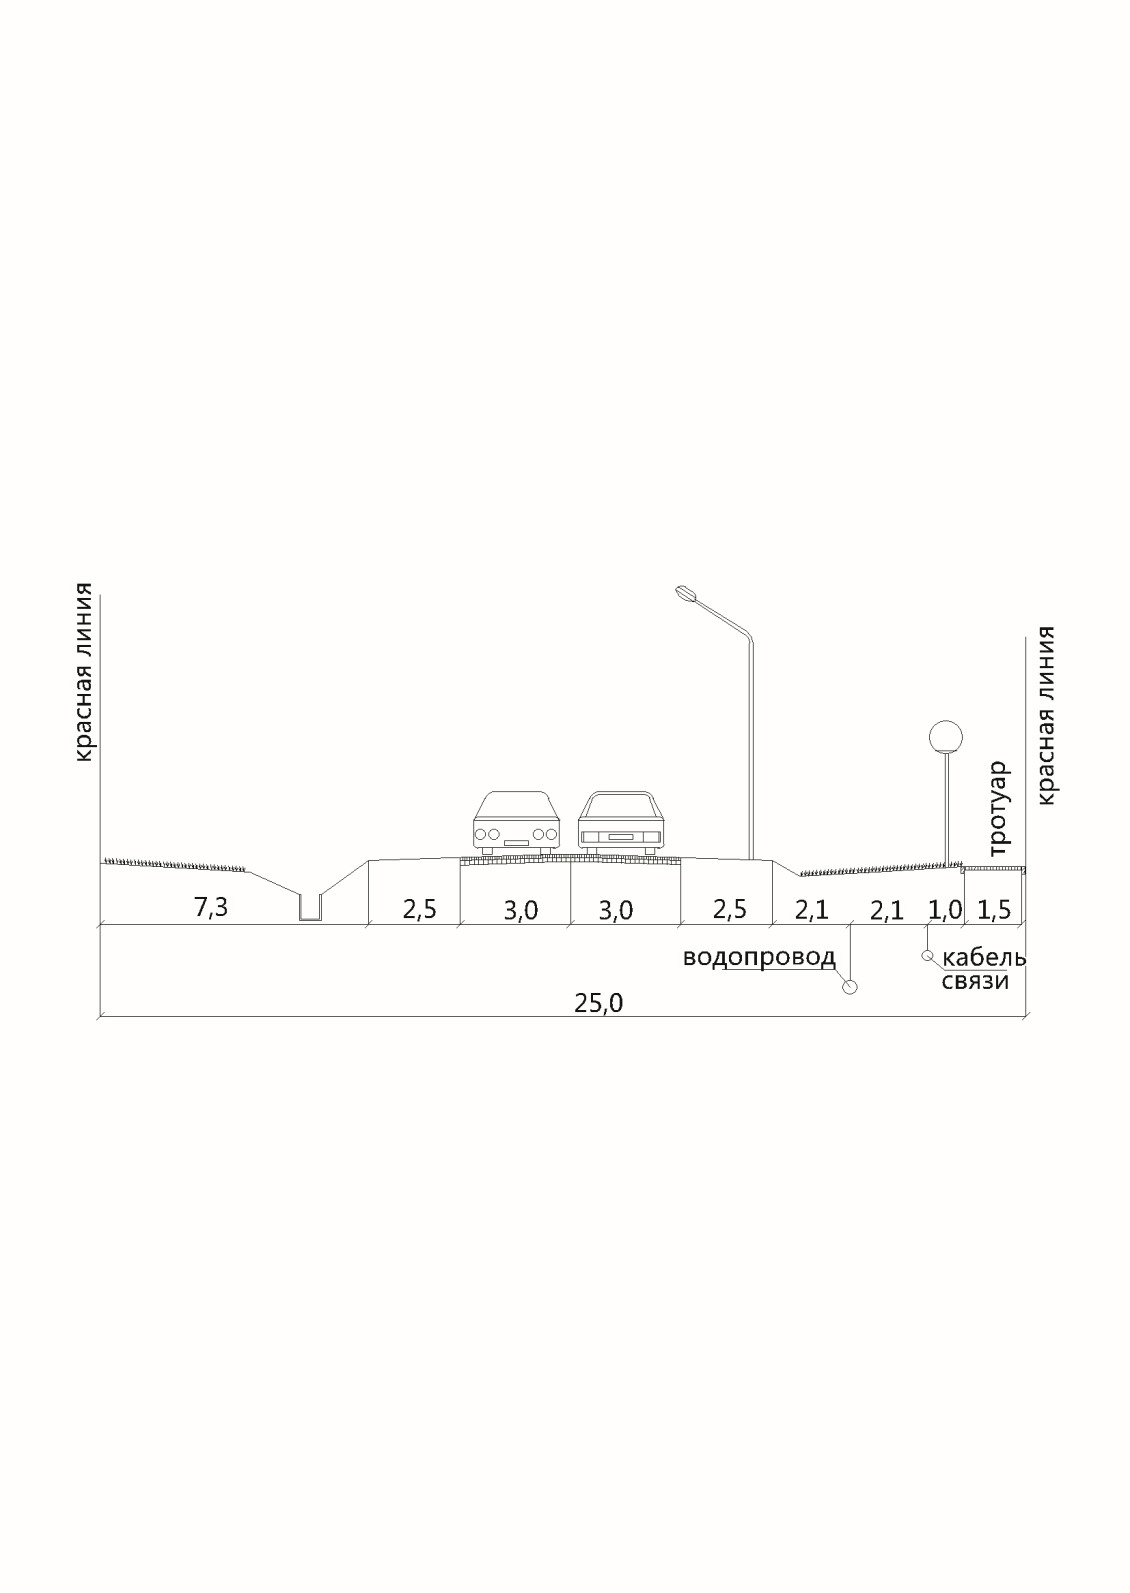 красная линия
красная линия
тротуар
7,3
2,5
3,0
3,0
2,5
2,1
2,1
1,0
1,5
водопровод
кабель
связи
25,0